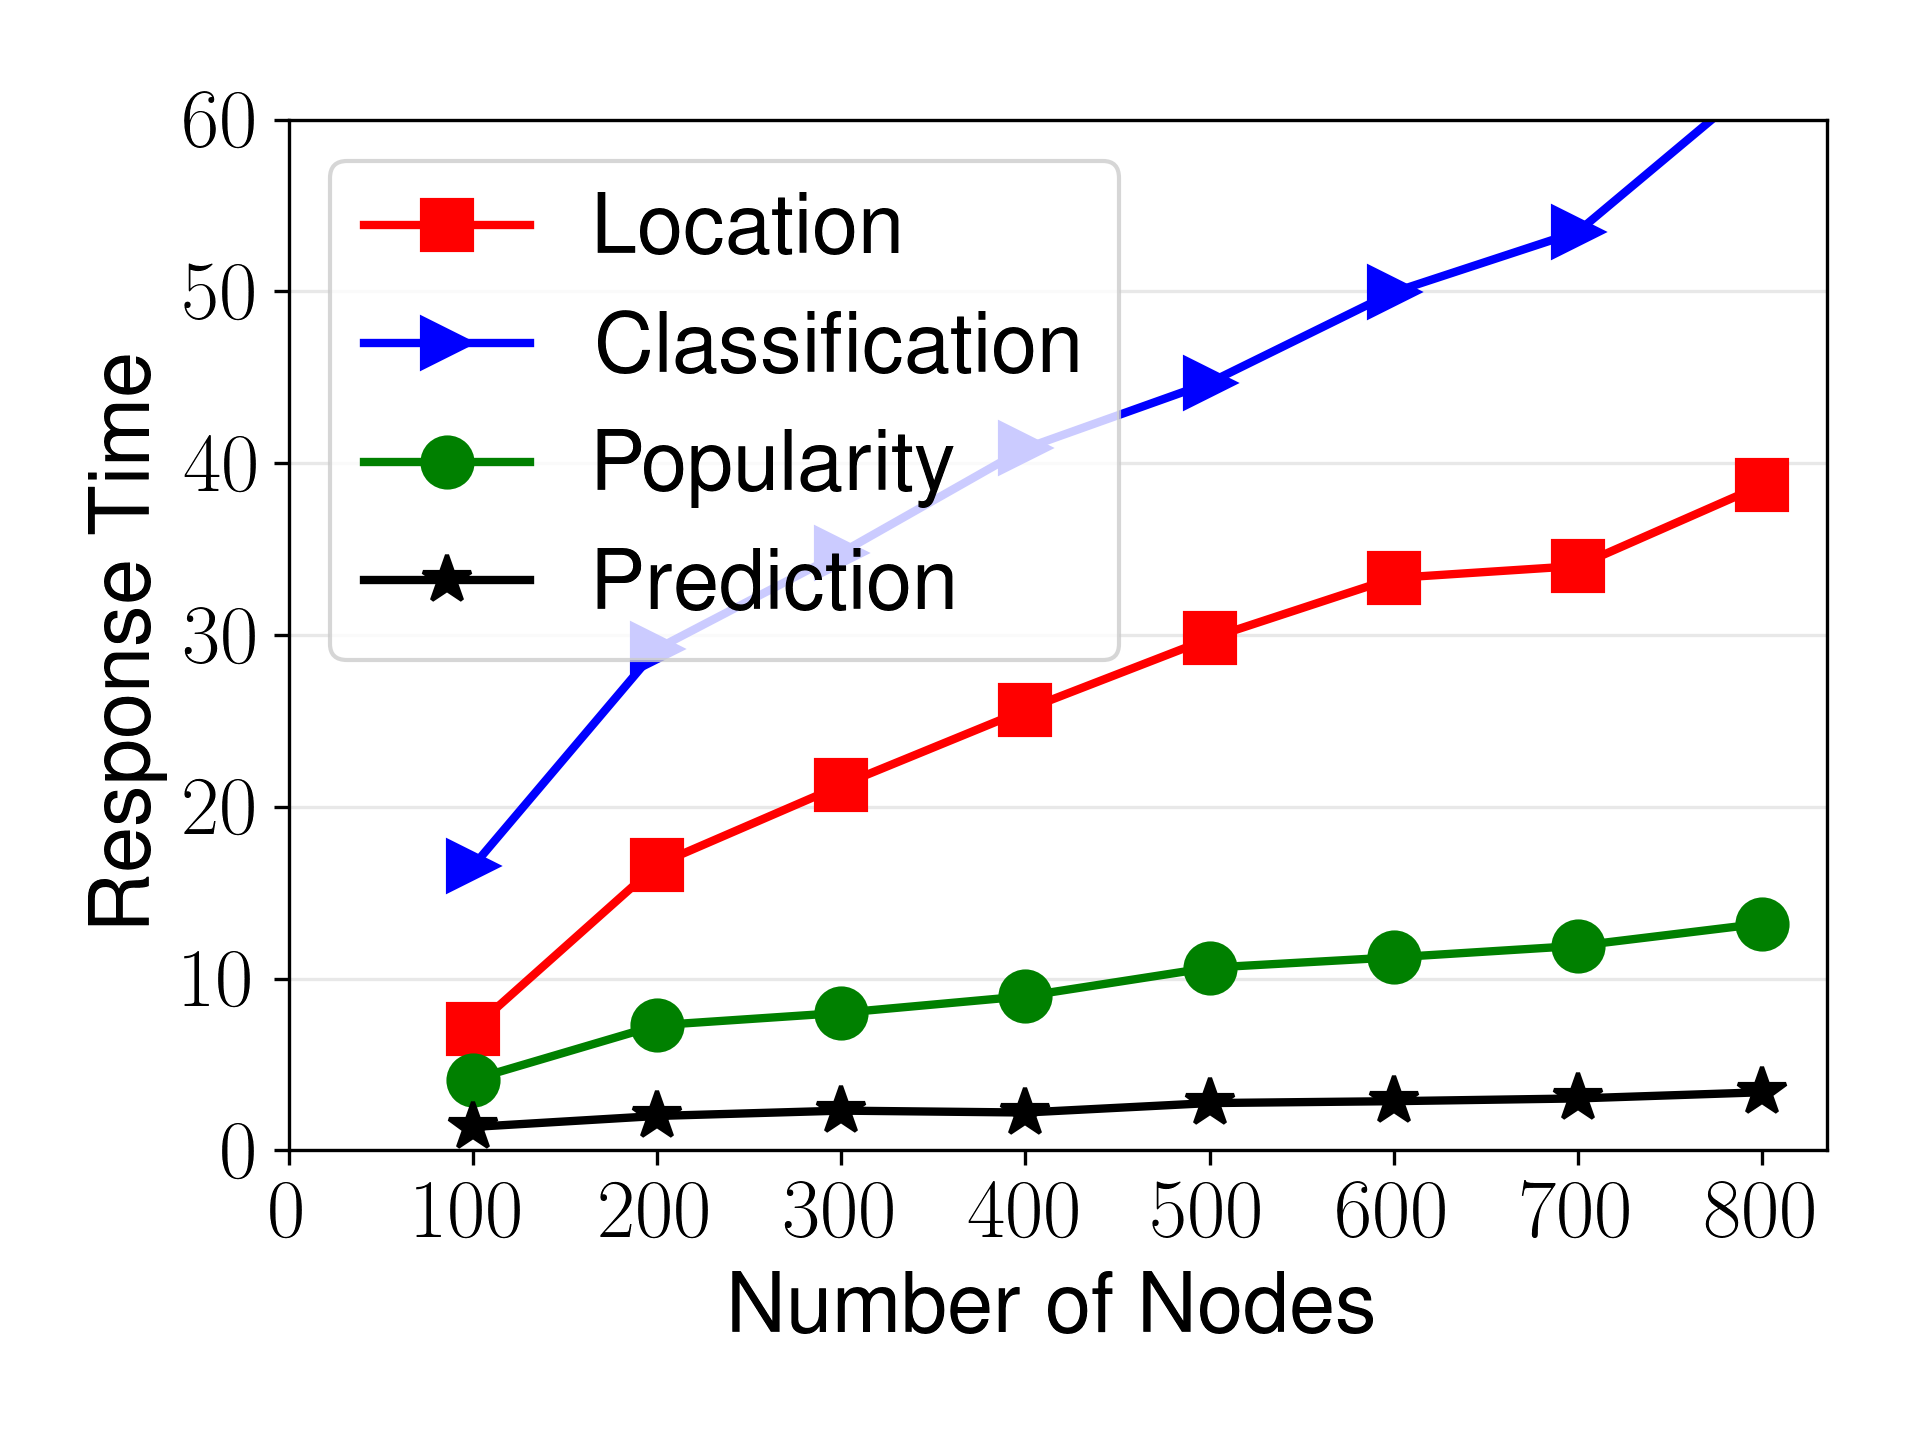 60
50
40
30
20
10
0
Response Time
Location
Classification
Popularity
Prediction
0 100 200 300 400 500 600 700 800
Number of Nodes